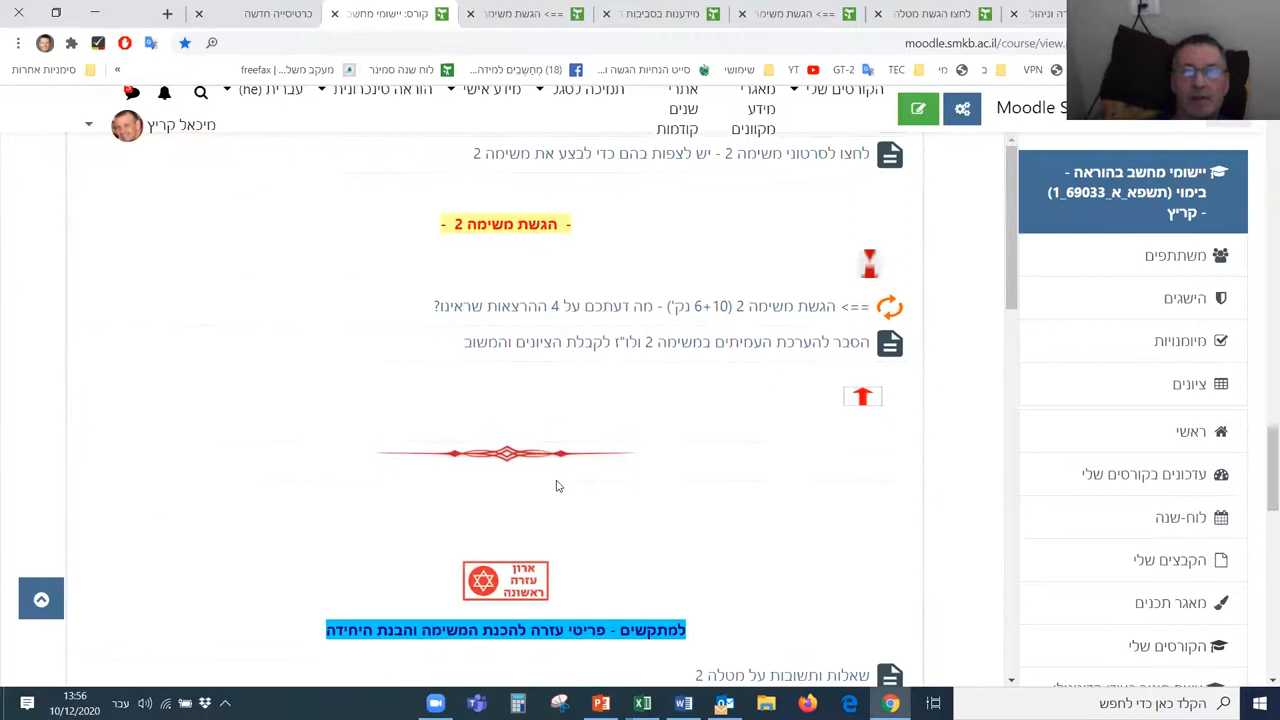 ==> הגשת משימ
מידענות בסביבות
==> הגשת משימר
קורס: יישומי מחשב
כרטיסייה חדשה
לחצו הגשת מטלה
moodle.smkb.ac.il/course/view.
סימניות אחרות
»
freefax
מעקב משל...
לוח שנה סמינר
(18) מְחַשְּׁבִים למידה...
סייט הנחיות הגשה ו...
שימושי
YT
GT-2
TEC
מי
ב
VPN
הקורסים שלי
מאגרי מידע מקוונים
אתרי שנים קודמות
תמיכה לסגל
מידע אישי
הוראה סינכרונית
עברית (he)
Moodle S
מיכאל קריץ
לחצו לסרטוני משימה 2 - יש לצפות בהם כדי לבצע את משימה 2
- הגשת משימה 2 -
==> הגשת משימה 2 (6+10 נק') - מה דעתכם על 4 ההרצאות שראינו?
הסבר להערכת העמיתים במשימה 2 ולו"ז לקבלת הציונים והמשוב
ארון
עזרה
ראשונה
למתקשים - פריטי עזרה להכנת המשימה והבנת היחידה
שאלות ותשובות על מטלה 2
יישומי מחשב בהוראה -
בימוי (תשפא_א_69033_1)
- קריץ
משתתפים
הישגים
מיומנויות
ציונים
ראשי
עדכונים בקורסים שלי
לוח-שנה
הקבצים שלי
מאגר תכנים
הקורסים שלי
הקלד כאן כדי לחפש
עבר
13:56
10/12/2020